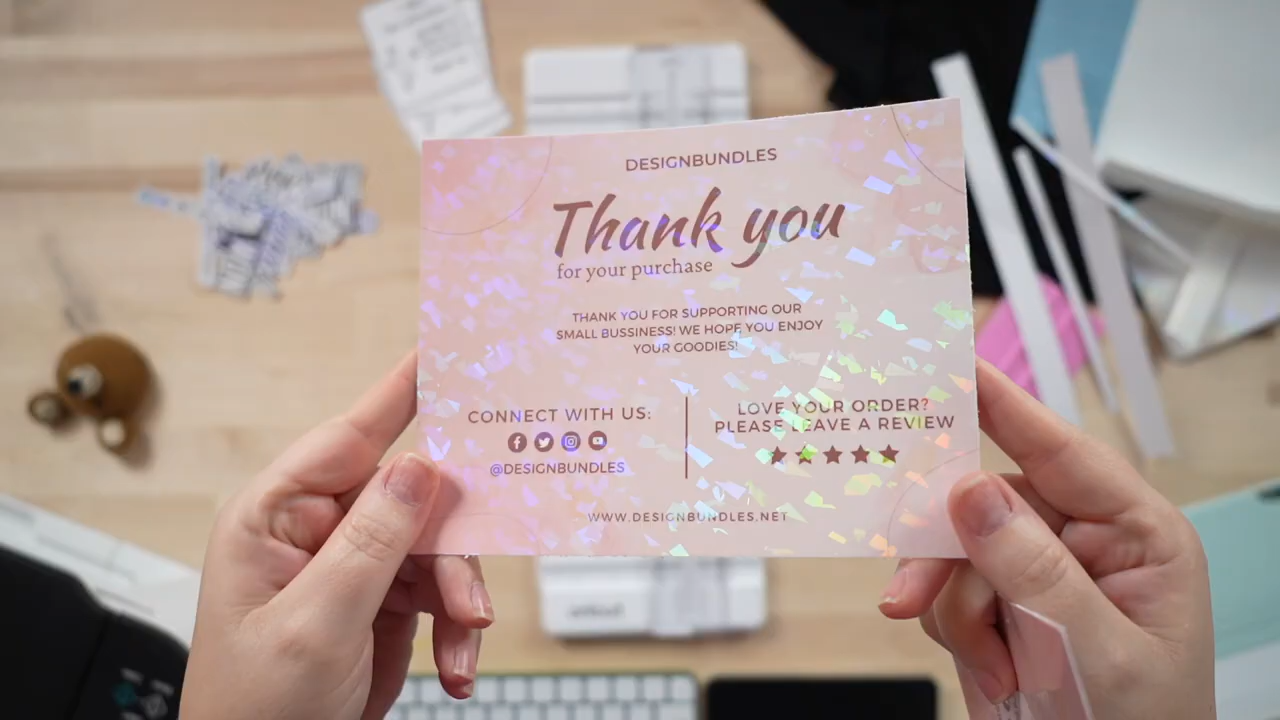 DESIGNBUNDLES
Thank you
for your purchase
THANK YOU FOR SUPPORTING OUR
SMALL BUSSINESS! WE HOPE YOU ENJOY
YOUR GOODIES!
CONNECT WITH US:
@DESIGNBUNDLES
LOVE YOUR ORDER?
PLEASE LEAVE A REVIEW
WWW.DESIGNBUNDLES.NET